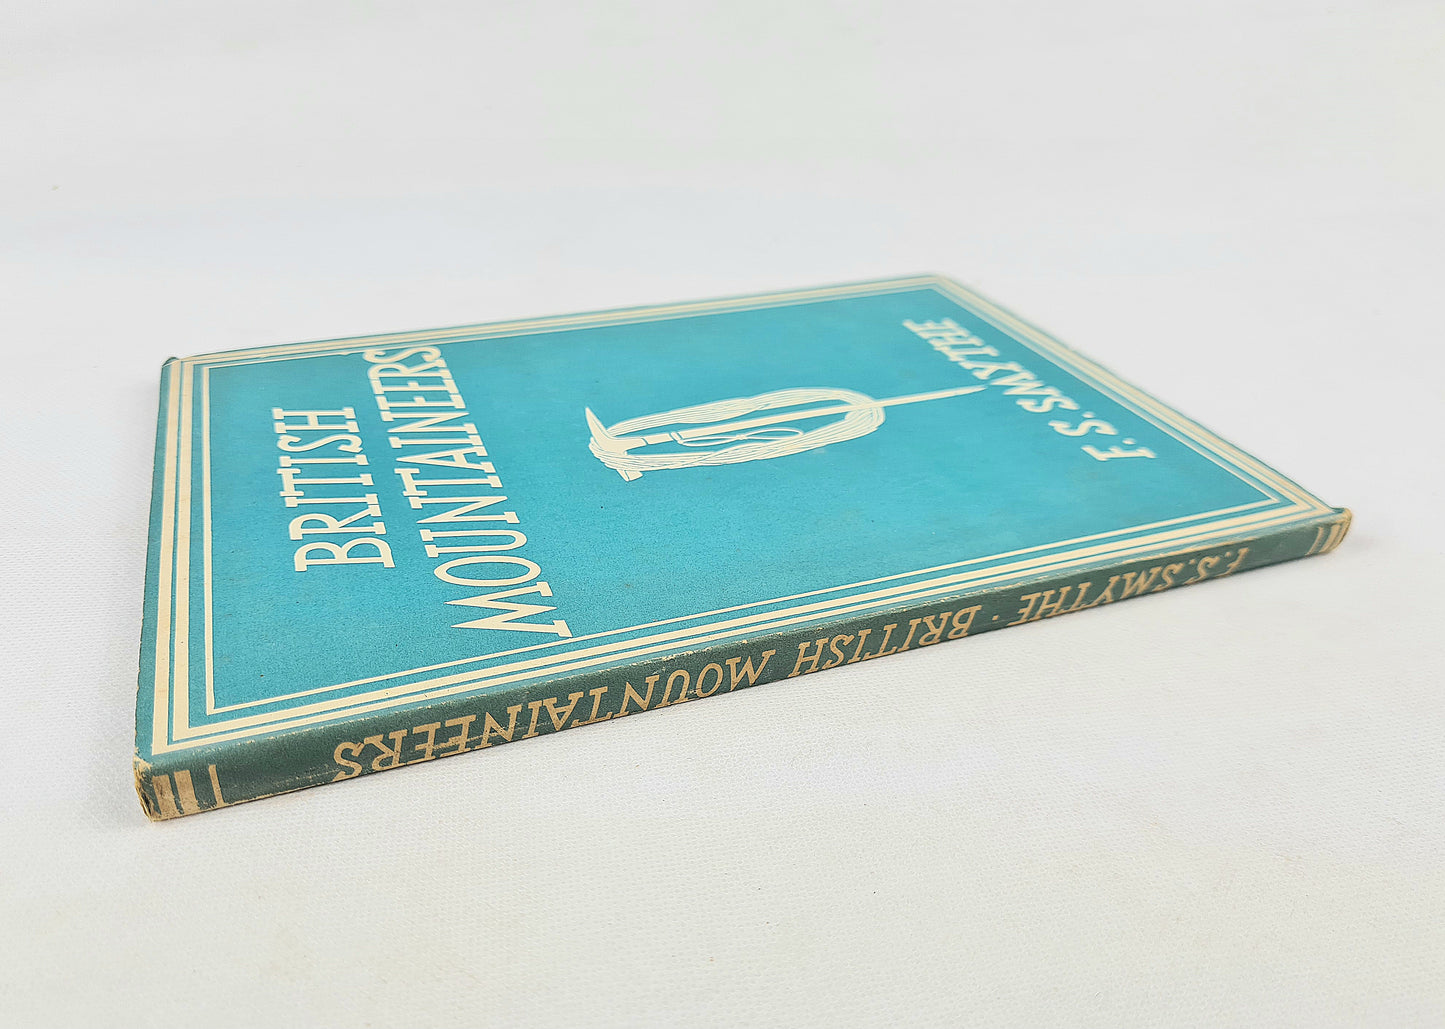 BRITISH
MOUNTAINEERS
F. S. SMYTHE
F. S. SMYTHE · BRITISH MOUNTAINEERS